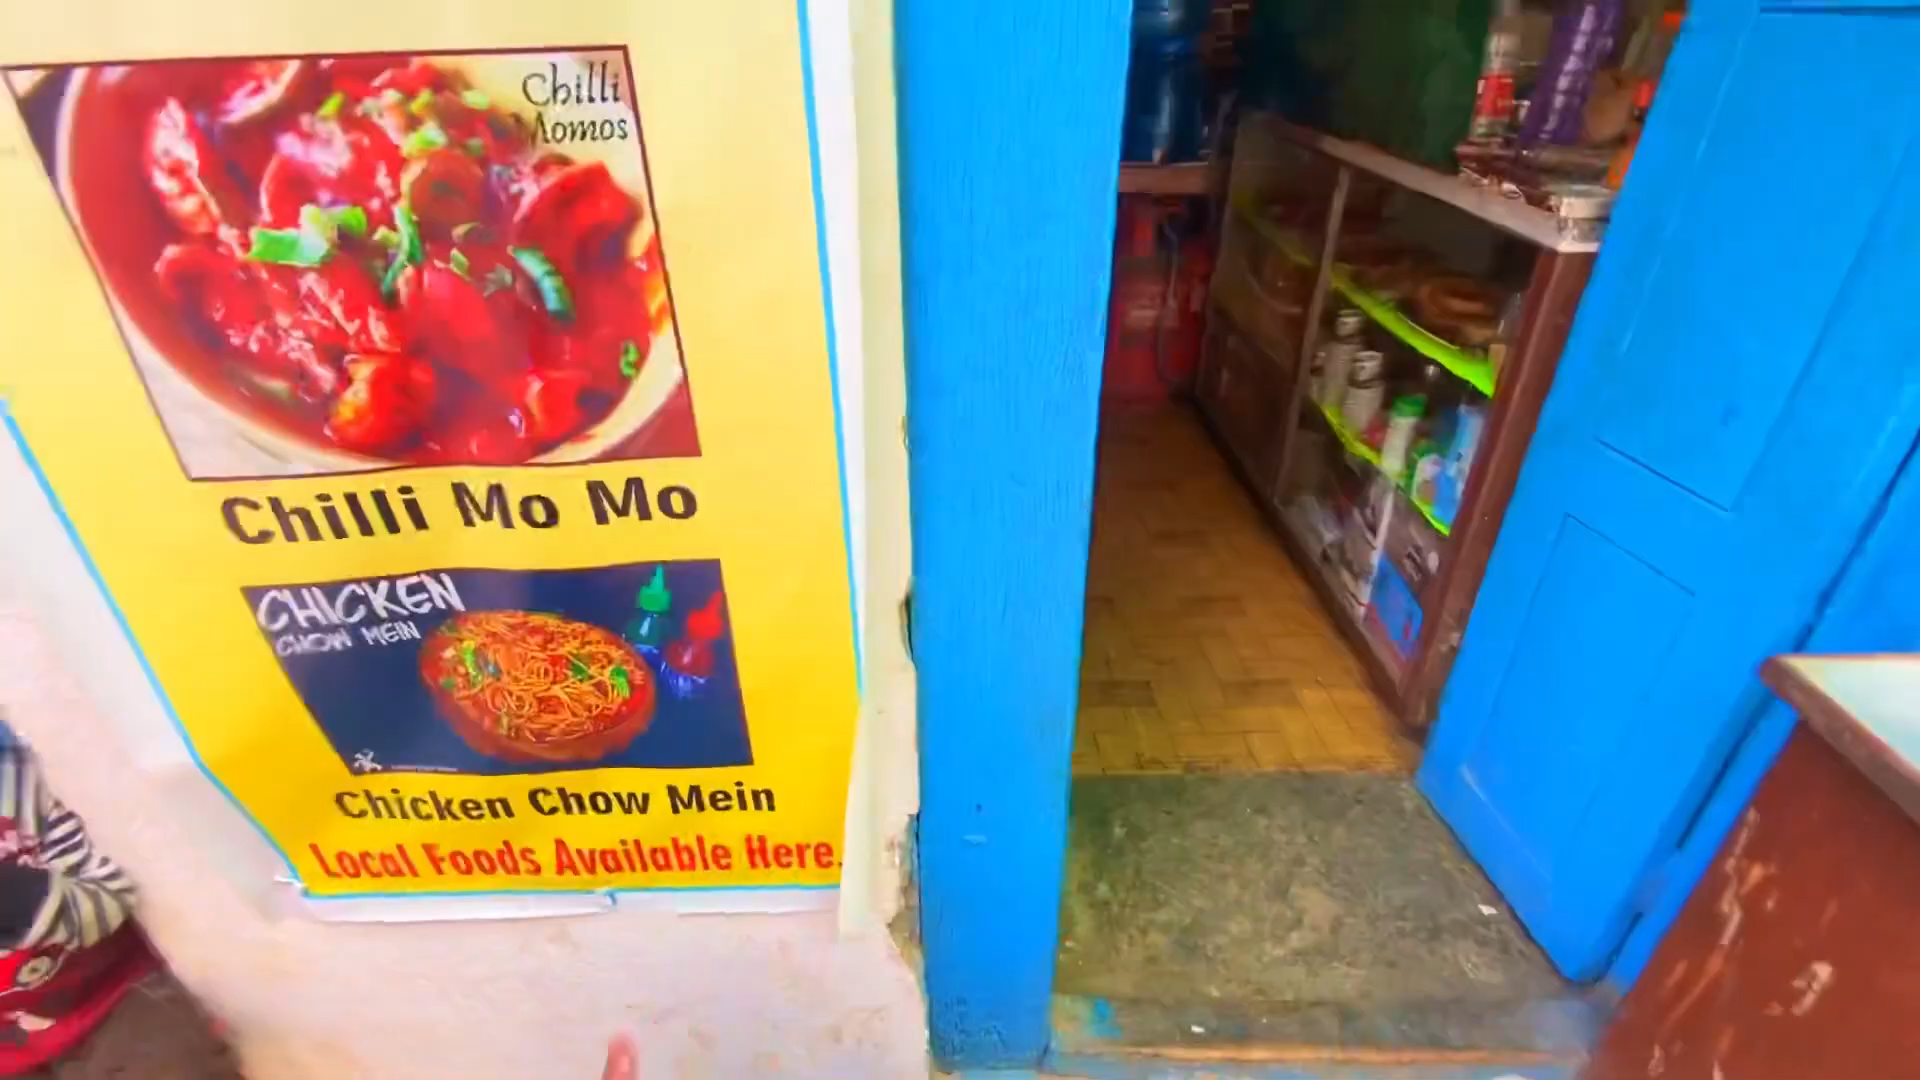 Chilli
Momos
Chilli Mo Mo
CHICKEN
CHOW MEIN
Chicken Chow Mein
Local Foods Available Here.